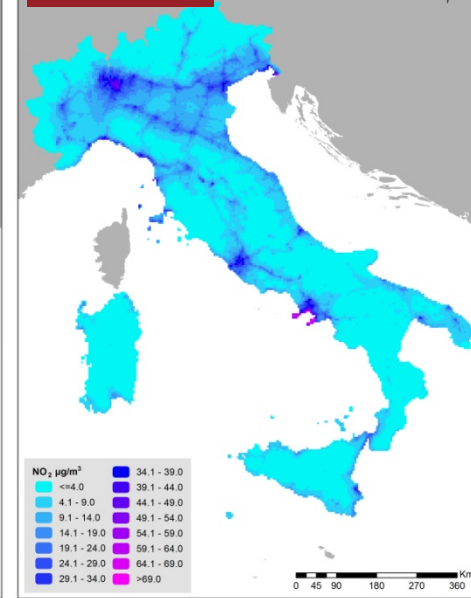 NO₂ µg/m³
<=4.0
4.1 - 9.0
9.1 - 14.0
14.1 - 19.0
19.1 - 24.0
24.1 - 29.0
29.1 - 34.0
34.1 - 39.0
39.1 - 44.0
44.1 - 49.0
49.1 - 54.0
54.1 - 59.0
59.1 - 64.0
64.1 - 69.0
>69.0
Km
0 45 90 180 270 360